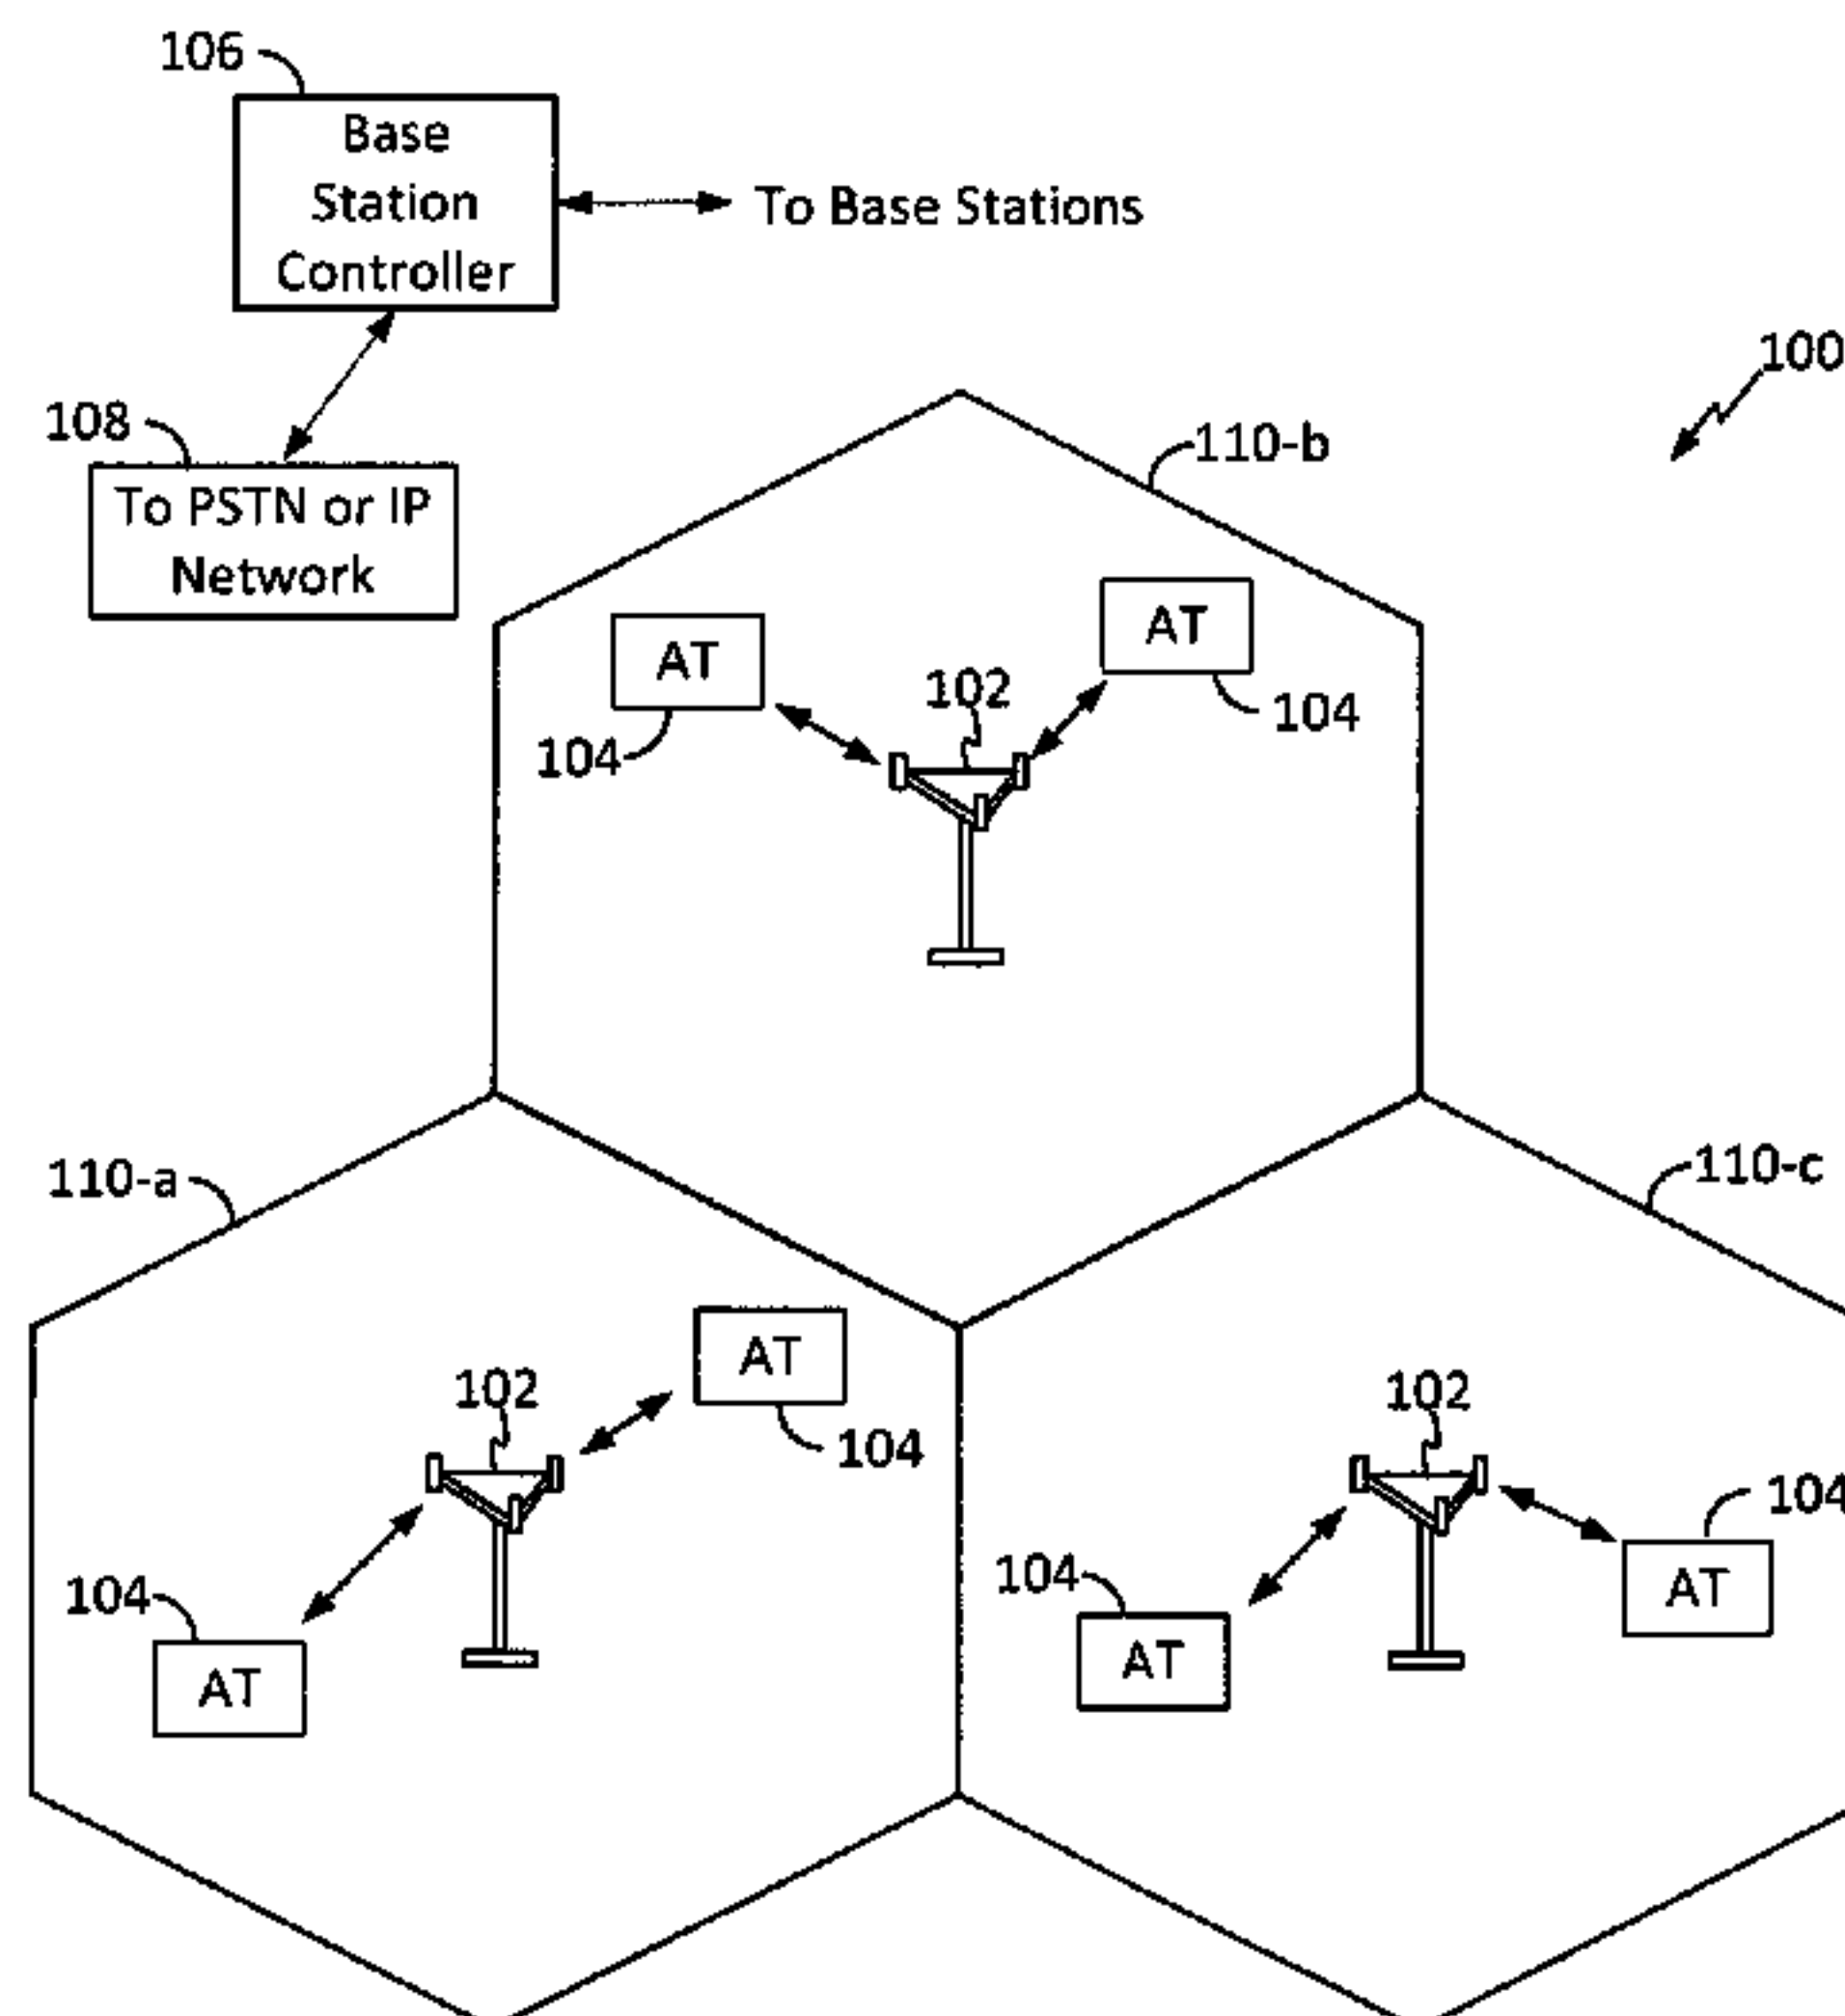 106
Base
Station
Controller
To Base Stations
100
108
To PSTN or IP
Network
110-b
AT
AT
102
104
104
110-a
110-c
AT
102
104
102
104
104
AT
104
AT
AT